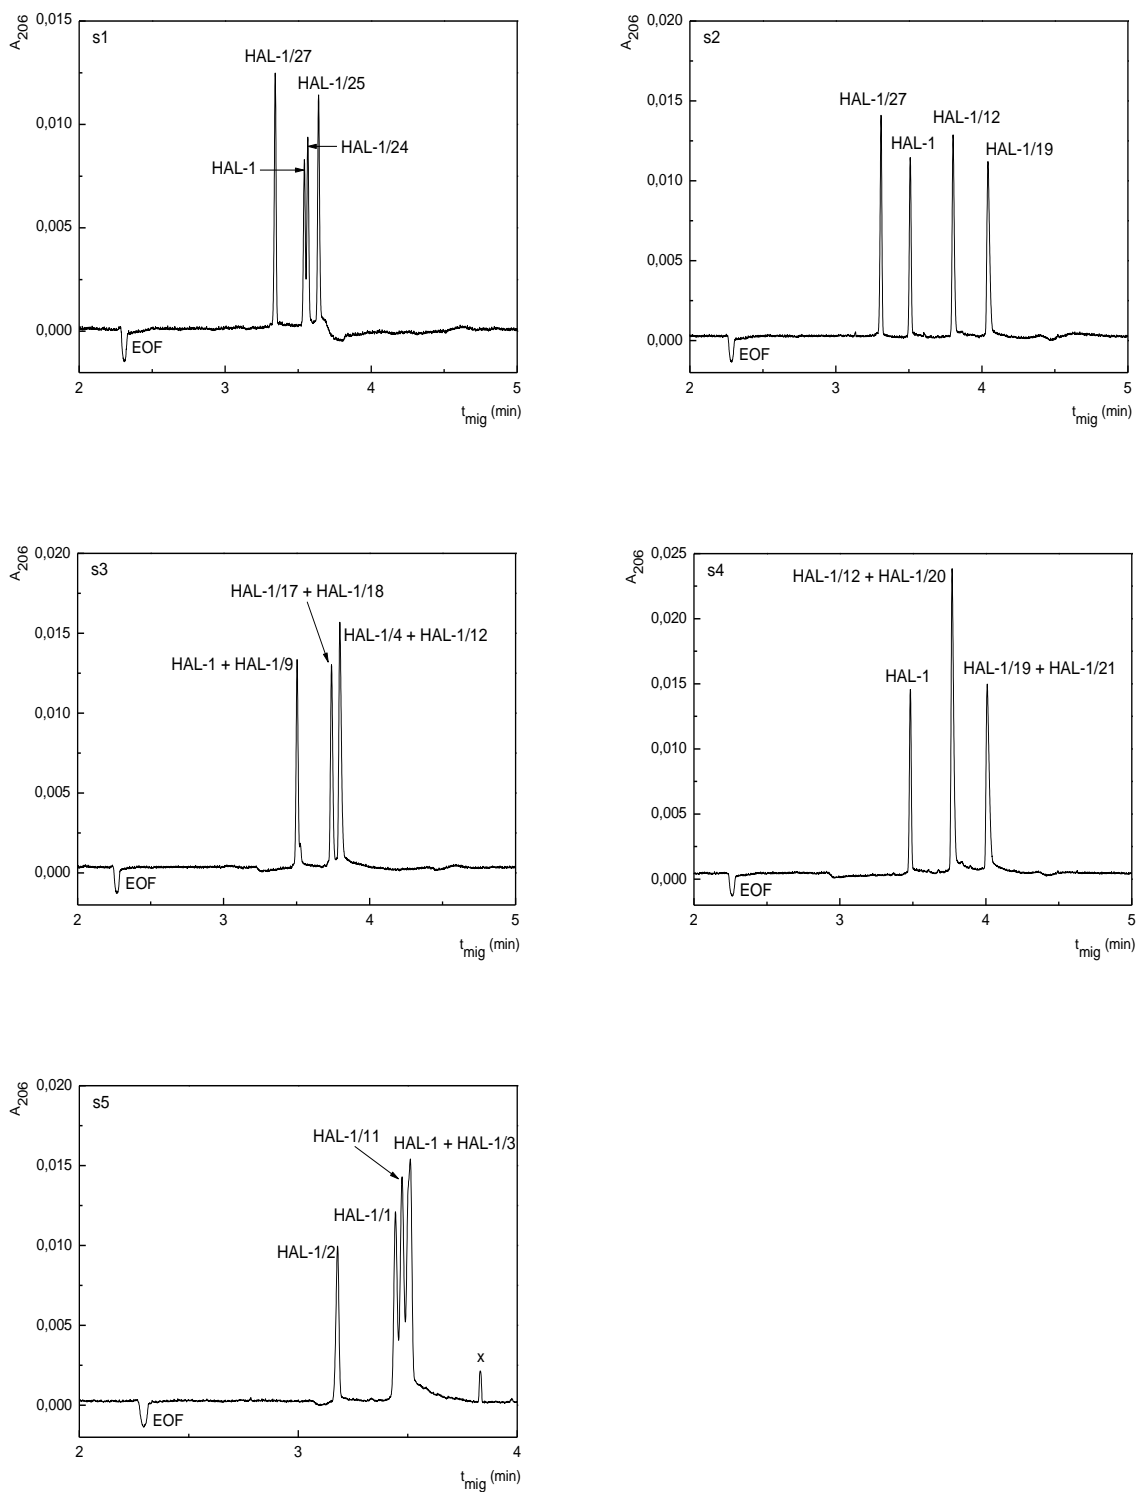 A206
0,015
0,010
0,005
0,000
s1
HAL-1/27
HAL-1/25
HAL-1/24
HAL-1
EOF
2 3 4 5
tmig (min)
A206
0,020
0,015
0,010
0,005
0,000
s2
HAL-1/27
HAL-1/12
HAL-1
HAL-1/19
EOF
2 3 4 5
tmig (min)
A206
0,020
0,015
0,010
0,005
0,000
s3
HAL-1/17 + HAL-1/18
HAL-1/4 + HAL-1/12
HAL-1 + HAL-1/9
EOF
2 3 4 5
tmig (min)
A206
0,025
0,020
0,015
0,010
0,005
0,000
s4
HAL-1/12 + HAL-1/20
HAL-1
HAL-1/19 + HAL-1/21
EOF
2 3 4 5
tmig (min)
A206
0,020
0,015
0,010
0,005
0,000
s5
HAL-1/11
HAL-1 + HAL-1/3
HAL-1/1
HAL-1/2
x
EOF
2 3 4
tmig (min)